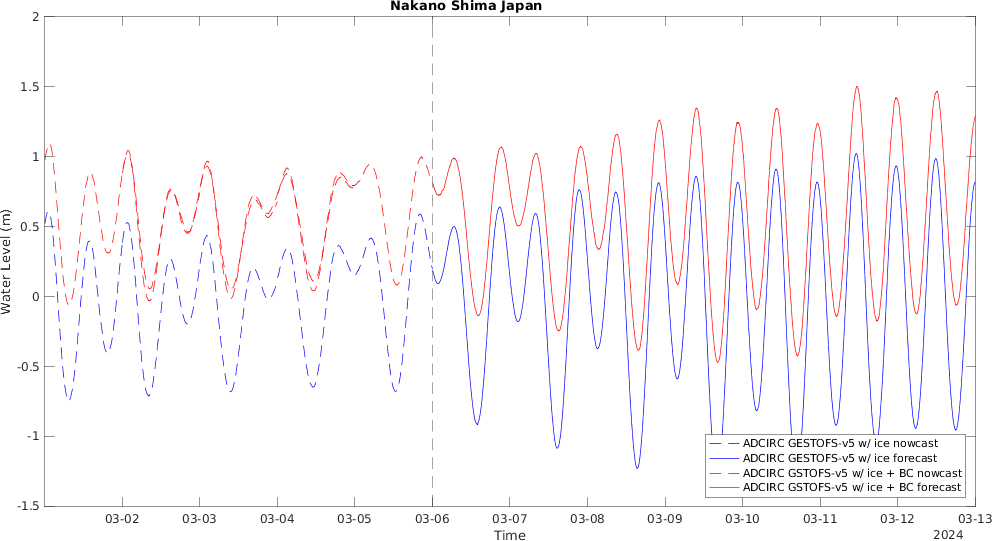 Nakano Shima Japan
2
1.5
1
0.5
0
-0.5
-1
-1.5
Water Level (m)
ADCIRC GESTOFS-v5 w/ ice nowcast
ADCIRC GESTOFS-v5 w/ ice forecast
ADCIRC GSTOFS-v5 w/ ice + BC nowcast
ADCIRC GSTOFS-v5 w/ ice + BC forecast
03-02 03-03 03-04 03-05 03-06 03-07 03-08 03-09 03-10 03-11 03-12 03-13
Time
2024